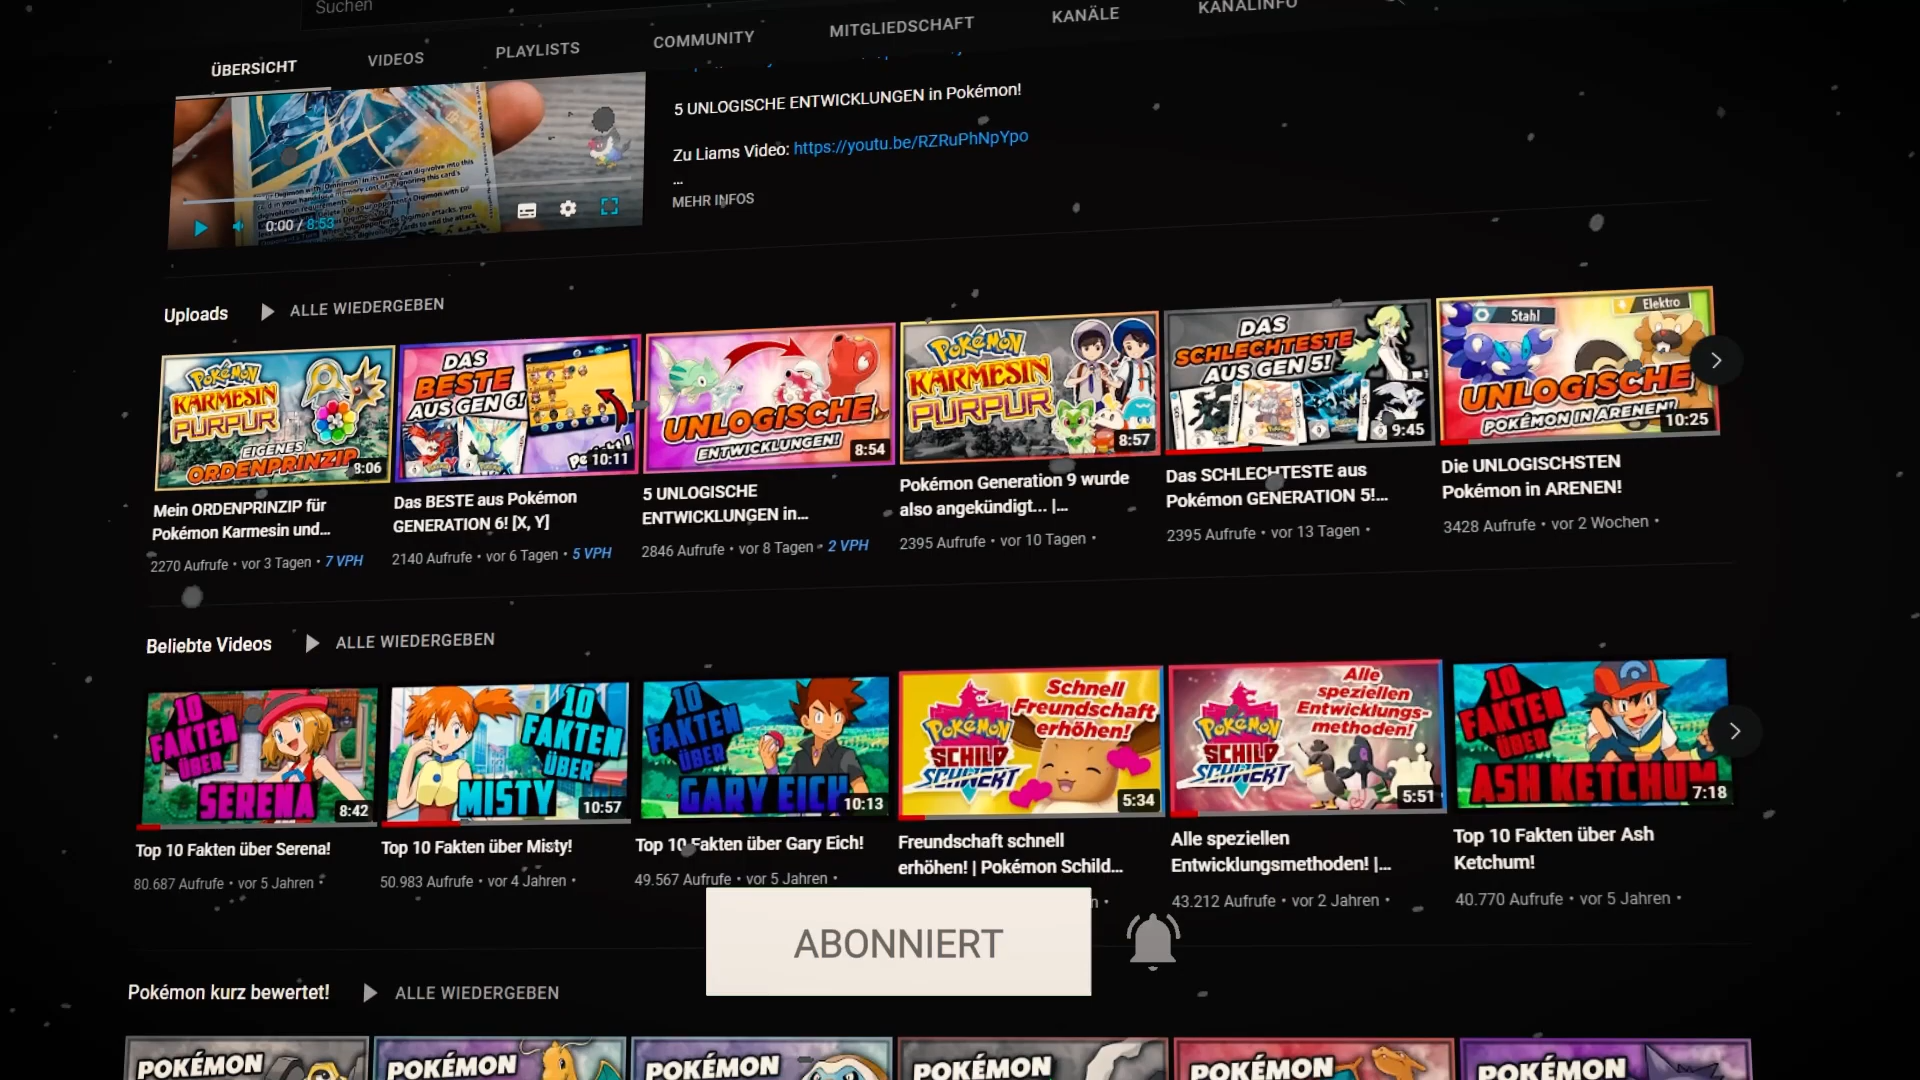 Suchen
ÜBERSICHT
VIDEOS
PLAYLISTS
COMMUNITY
MITGLIEDSCHAFT
KANÄLE
KANALINFO
0:00 / 8:53
5 UNLOGISCHE ENTWICKLUNGEN in Pokémon!
Zu Liams Video: https://youtu.be/RZRuPhNpYpo
...
MEHR INFOS
Uploads
ALLE WIEDERGEBEN
POKÉMON
KARMESIN
PURPUR
EIGENES
ORDENPRINZIP
8:06
DAS
BESTE
AUS GEN 6!
10:11
UNLOGISCHE
ENTWICKLUNGEN!
8:54
POKÉMON
KARMESIN
PURPUR
8:57
DAS
SCHLECHTESTE
AUS GEN 5!
9:45
Stahl
Elektro
UNLOGISCHE
POKÉMON IN ARENEN!
10:25
Mein ORDENPRINZIP für
Pokémon Karmesin und...
2270 Aufrufe • vor 3 Tagen • 7 VPH
Das BESTE aus Pokémon
GENERATION 6! [X, Y]
2140 Aufrufe • vor 6 Tagen • 5 VPH
5 UNLOGISCHE
ENTWICKLUNGEN in...
2846 Aufrufe • vor 8 Tagen • 2 VPH
Pokémon Generation 9 wurde
also angekündigt... |...
2395 Aufrufe • vor 10 Tagen •
Das SCHLECHTESTE aus
Pokémon GENERATION 5!...
2395 Aufrufe • vor 13 Tagen •
Die UNLOGISCHSTEN
Pokémon in ARENEN!
3428 Aufrufe • vor 2 Wochen •
Beliebte Videos
ALLE WIEDERGEBEN
10
FAKTEN
ÜBER
SERENA
8:42
10
FAKTEN
ÜBER
MISTY
10:57
10
FAKTEN
ÜBER
GARY EICH
10:13
POKÉMON
SCHILD
SCHWERT
Schnell
Freundschaft
erhöhen!
5:34
POKÉMON
SCHILD
SCHWERT
Alle
speziellen
Entwicklungs-
methoden!
5:51
10
FAKTEN
ÜBER
ASH KETCHUM
7:18
Top 10 Fakten über Serena!
80.687 Aufrufe • vor 5 Jahren •
Top 10 Fakten über Misty!
50.983 Aufrufe • vor 4 Jahren •
Top 10 Fakten über Gary Eich!
49.567 Aufrufe • vor 5 Jahren •
Freundschaft schnell
erhöhen! | Pokémon Schild...
Alle speziellen
Entwicklungsmethoden! |...
43.212 Aufrufe • vor 2 Jahren •
Top 10 Fakten über Ash
Ketchum!
40.770 Aufrufe • vor 5 Jahren •
ABONNIERT
Pokémon kurz bewertet!
ALLE WIEDERGEBEN
POKÉMON
POKÉMON
POKÉMON
POKÉMON
POKÉMON
POKÉMON